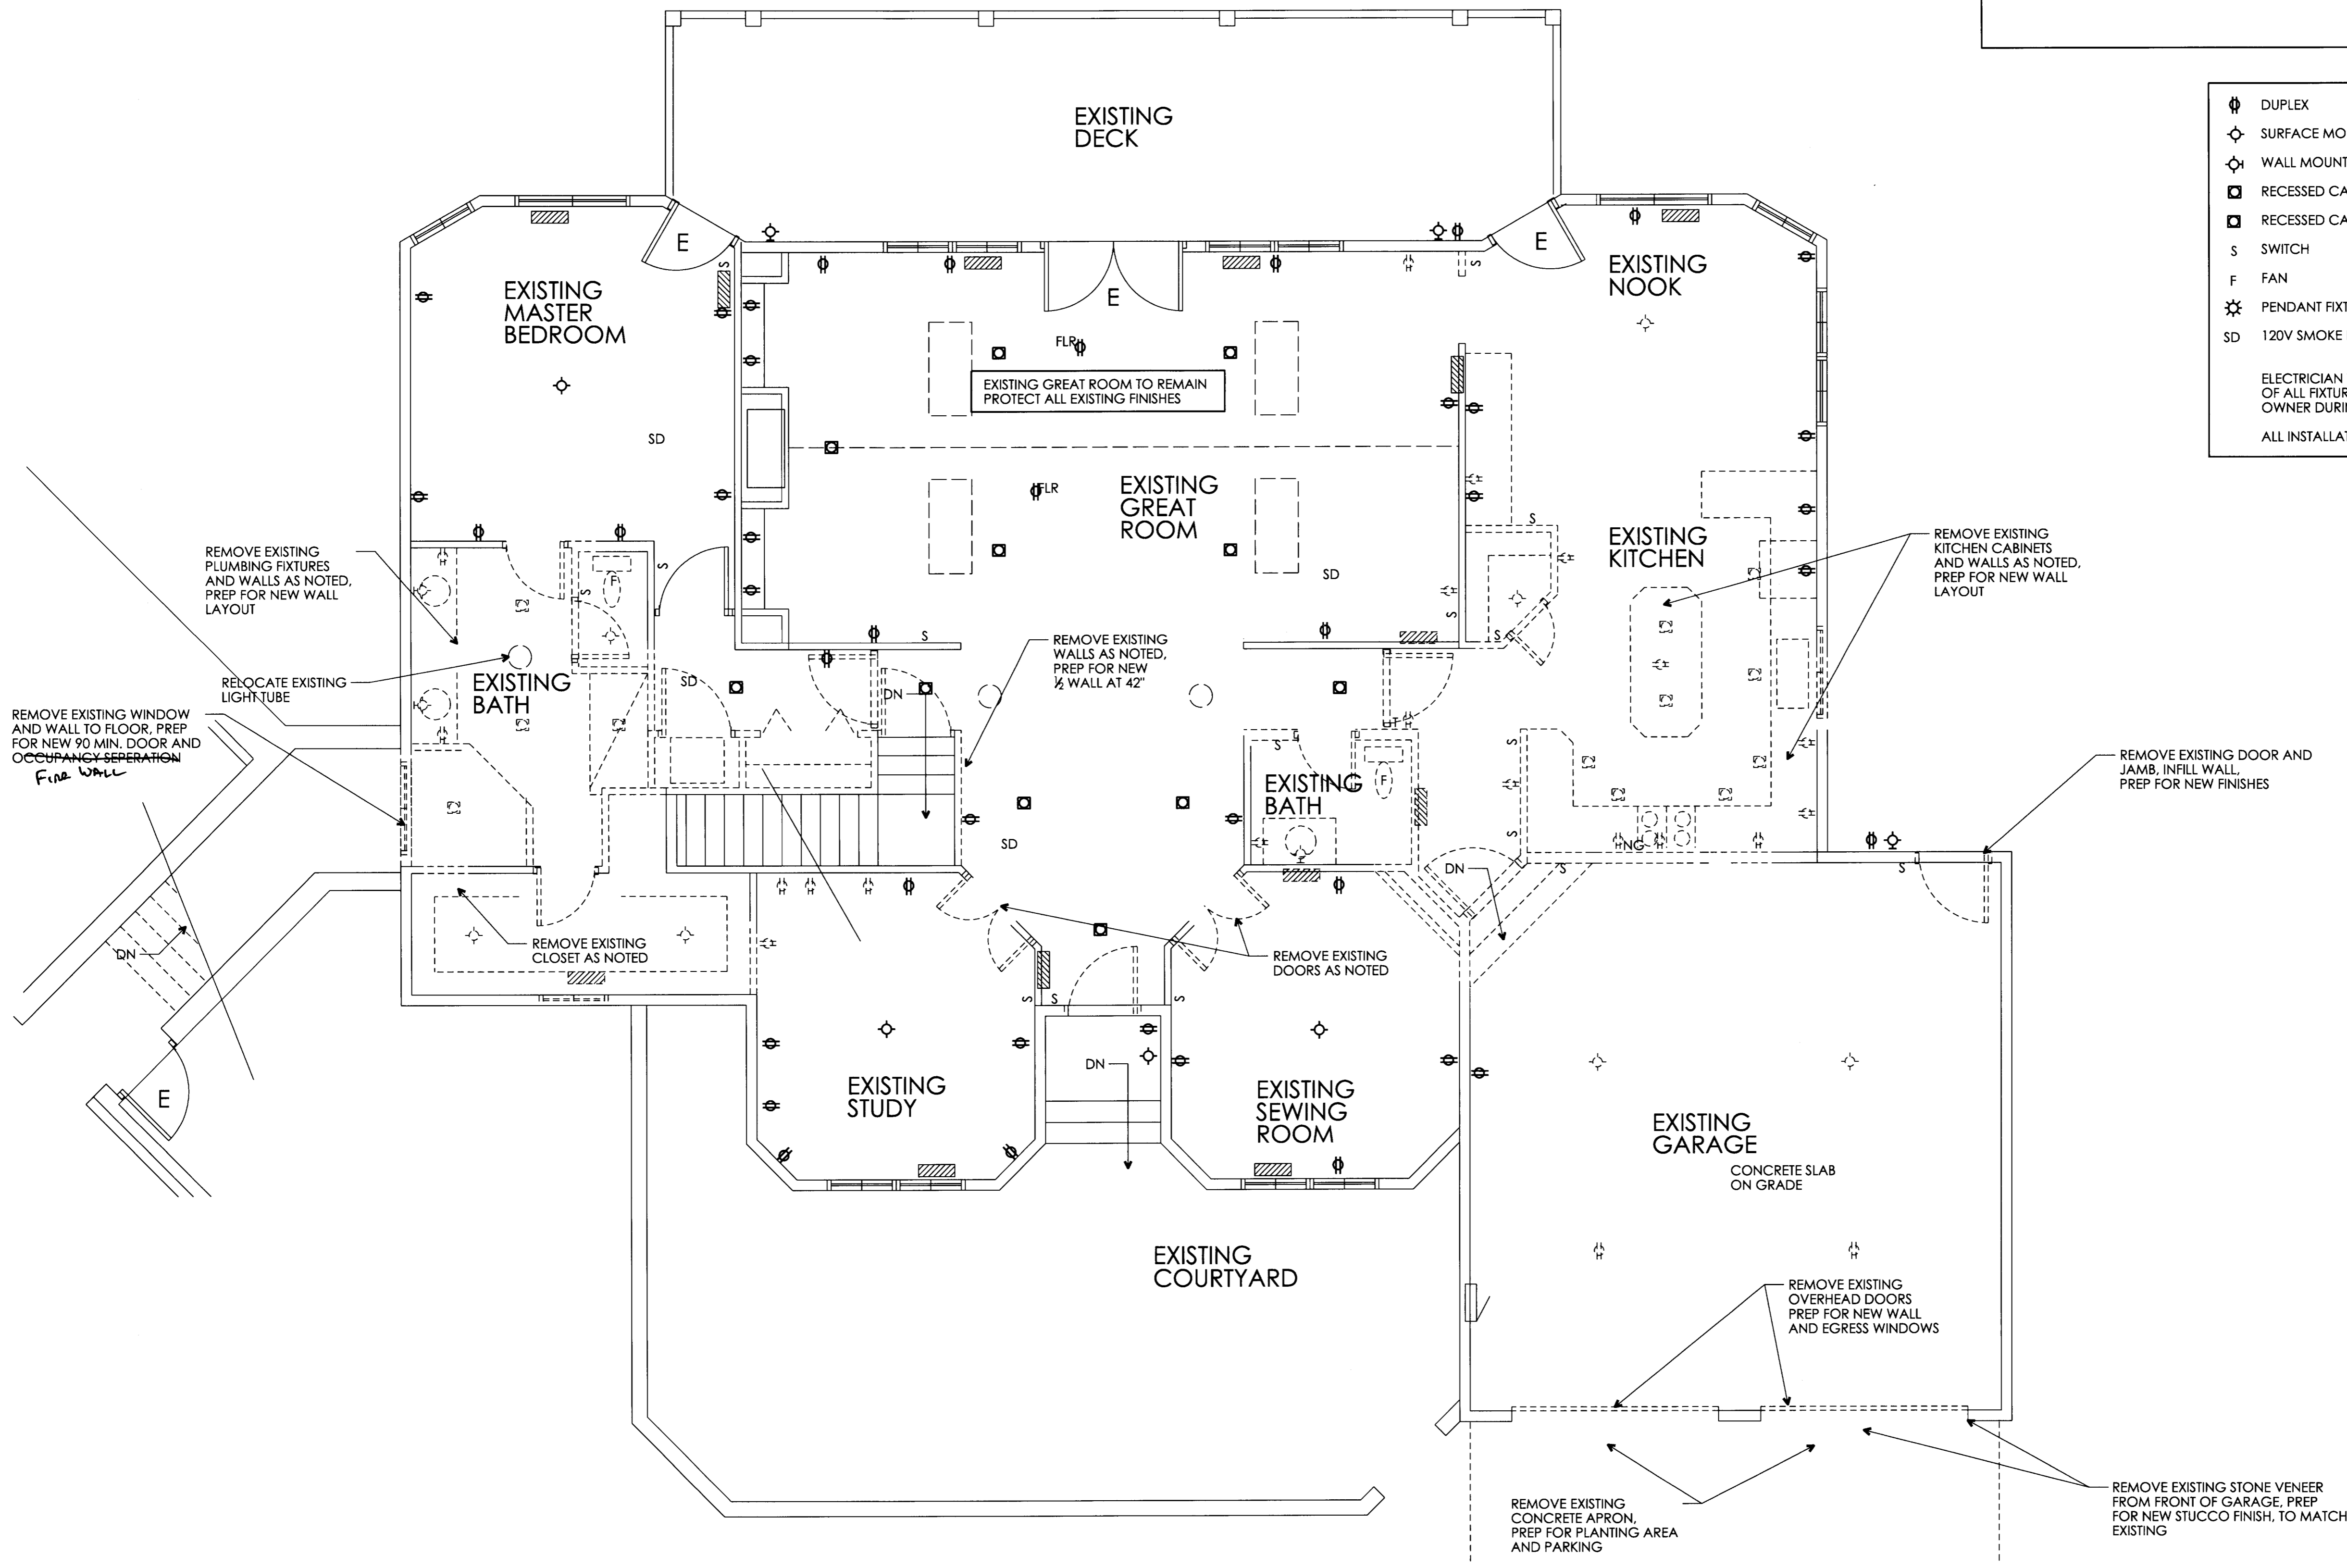 EXISTING
DECK
DUPLEX
SURFACE MO
WALL MOUNT
RECESSED CA
RECESSED CA
S SWITCH
F FAN
PENDANT FIXT
SD 120V SMOKE
ELECTRICIAN
OF ALL FIXTUR
OWNER DURI
ALL INSTALLAT
E
E
E
S
S
EXISTING
MASTER
BEDROOM
SD
EXISTING
NOOK
FLR
EXISTING GREAT ROOM TO REMAIN
PROTECT ALL EXISTING FINISHES
FLR
EXISTING
GREAT
ROOM
SD
S
S
EXISTING
KITCHEN
S
S
REMOVE EXISTING
KITCHEN CABINETS
AND WALLS AS NOTED,
PREP FOR NEW WALL
LAYOUT
REMOVE EXISTING
PLUMBING FIXTURES
AND WALLS AS NOTED,
PREP FOR NEW WALL
LAYOUT
F
S
S
RELOCATE EXISTING
LIGHT TUBE
EXISTING
BATH
SD
DN
REMOVE EXISTING
WALLS AS NOTED,
PREP FOR NEW
½ WALL AT 42"
REMOVE EXISTING WINDOW
AND WALL TO FLOOR, PREP
FOR NEW 90 MIN. DOOR AND
OCCUPANCY SEPERATION
FIRE WALL
T
S
EXISTING
BATH
F
S
S
NG
SD
DN
S
S
REMOVE EXISTING DOOR AND
JAMB, INFILL WALL,
PREP FOR NEW FINISHES
DN
REMOVE EXISTING
CLOSET AS NOTED
REMOVE EXISTING
DOORS AS NOTED
S
S
S
E
EXISTING
STUDY
DN
EXISTING
SEWING
ROOM
EXISTING
GARAGE
CONCRETE SLAB
ON GRADE
EXISTING
COURTYARD
REMOVE EXISTING
OVERHEAD DOORS
PREP FOR NEW WALL
AND EGRESS WINDOWS
REMOVE EXISTING
CONCRETE APRON,
PREP FOR PLANTING AREA
AND PARKING
REMOVE EXISTING STONE VENEER
FROM FRONT OF GARAGE, PREP
FOR NEW STUCCO FINISH, TO MATCH
EXISTING